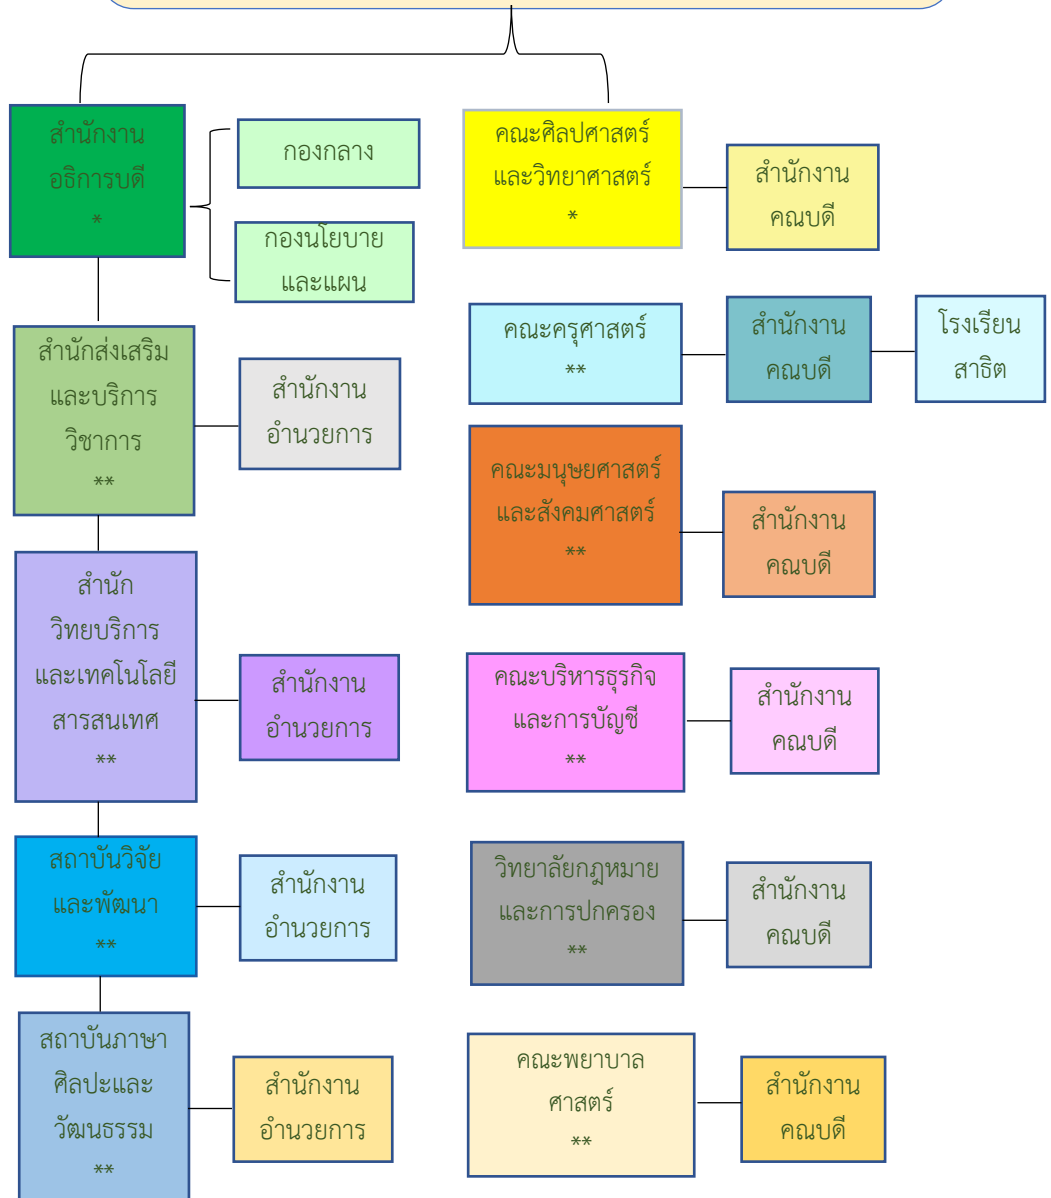 สำนักงาน
อธิการบดี
*
กองกลาง
กองนโยบาย
และแผน
สำนักส่งเสริม
และบริการ
วิชาการ
**
สำนักงาน
อำนวยการ
สำนัก
วิทยบริการ
และเทคโนโลยี
สารสนเทศ
**
สำนักงาน
อำนวยการ
สถาบันวิจัย
และพัฒนา
**
สำนักงาน
อำนวยการ
สถาบันภาษา
ศิลปะและ
วัฒนธรรม
**
สำนักงาน
อำนวยการ
คณะศิลปศาสตร์
และวิทยาศาสตร์
*
สำนักงาน
คณบดี
คณะครุศาสตร์
**
สำนักงาน
คณบดี
โรงเรียน
สาธิต
คณะมนุษยศาสตร์
และสังคมศาสตร์
**
สำนักงาน
คณบดี
คณะบริหารธุรกิจ
และการบัญชี
**
สำนักงาน
คณบดี
วิทยาลัยกฎหมาย
และการปกครอง
**
สำนักงาน
คณบดี
คณะพยาบาล
ศาสตร์
**
สำนักงาน
คณบดี